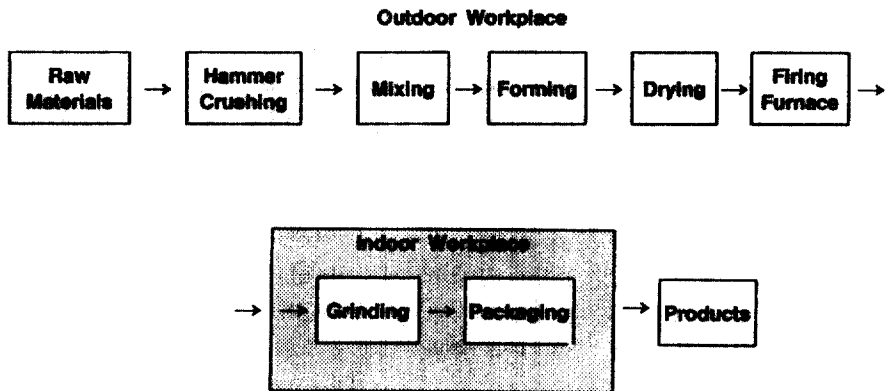 Outdoor Workplace
Raw
Materials
Hammer
Crushing
Mixing
Forming
Drying
Firing
Furnace
Indoor Workplace
Grinding
Packaging
Products